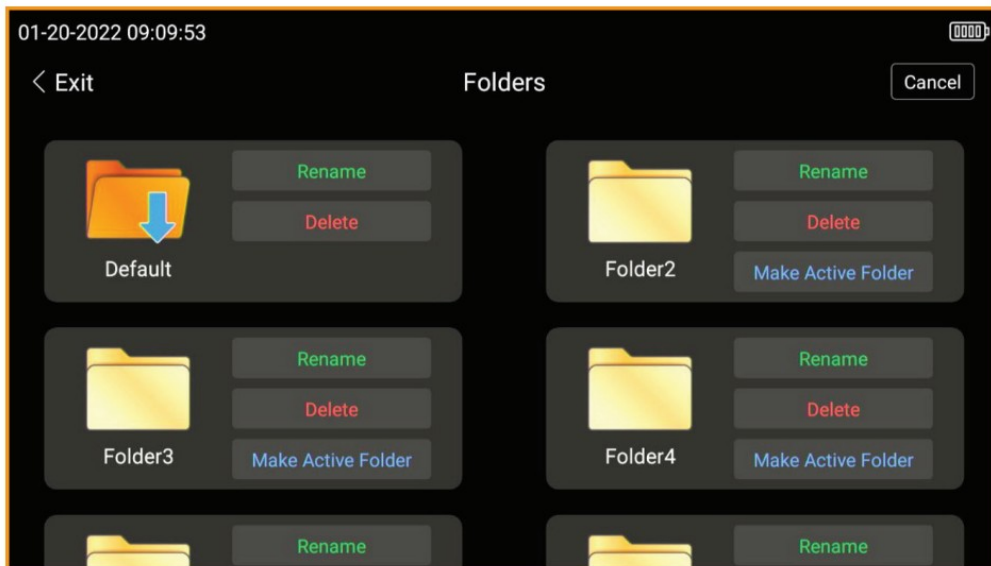 01-20-2022 09:09:53
Exit
Folders
Cancel
Rename
Delete
Default
Rename
Delete
Folder2
Make Active Folder
Rename
Delete
Folder3
Make Active Folder
Rename
Delete
Folder4
Make Active Folder
Rename
Rename